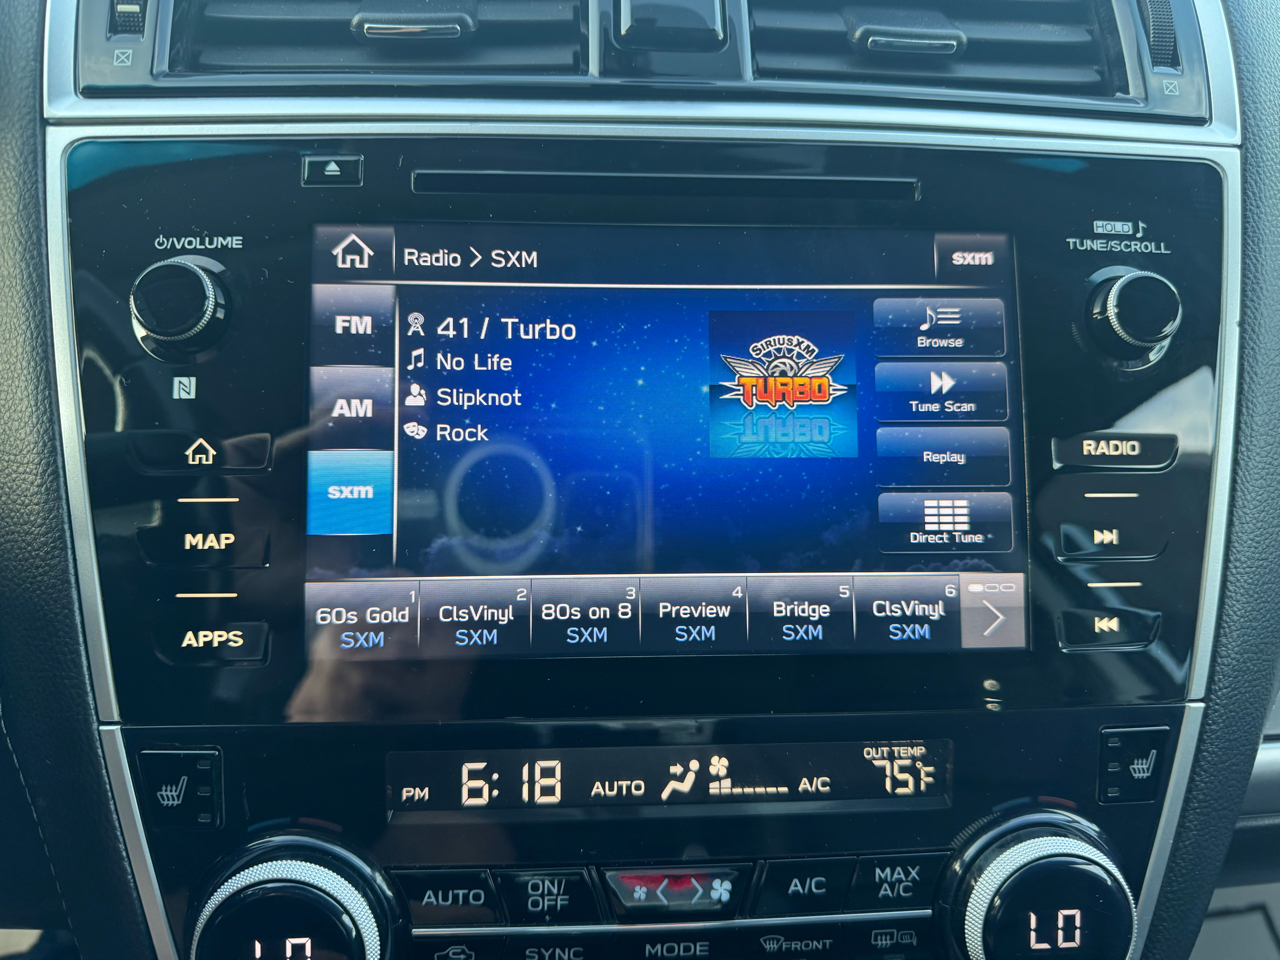 VOLUME
HOLD
TUNE/SCROLL
Radio > SXM
sxm
FM
AM
sxm
41 / Turbo
No Life
Slipknot
Rock
SIRIUSXM
TURBO
Browse
Tune Scan
Replay
Direct Tune
MAP
APPS
RADIO
1
60s Gold
SXM
2
ClsVinyl
SXM
3
80s on 8
SXM
4
Preview
SXM
5
Bridge
SXM
6
ClsVinyl
SXM
PM 6:18 AUTO A/C
OUT TEMP
75°F
AUTO
ON/
OFF
A/C
MAX
A/C
LO
LO
SYNC
MODE
FRONT